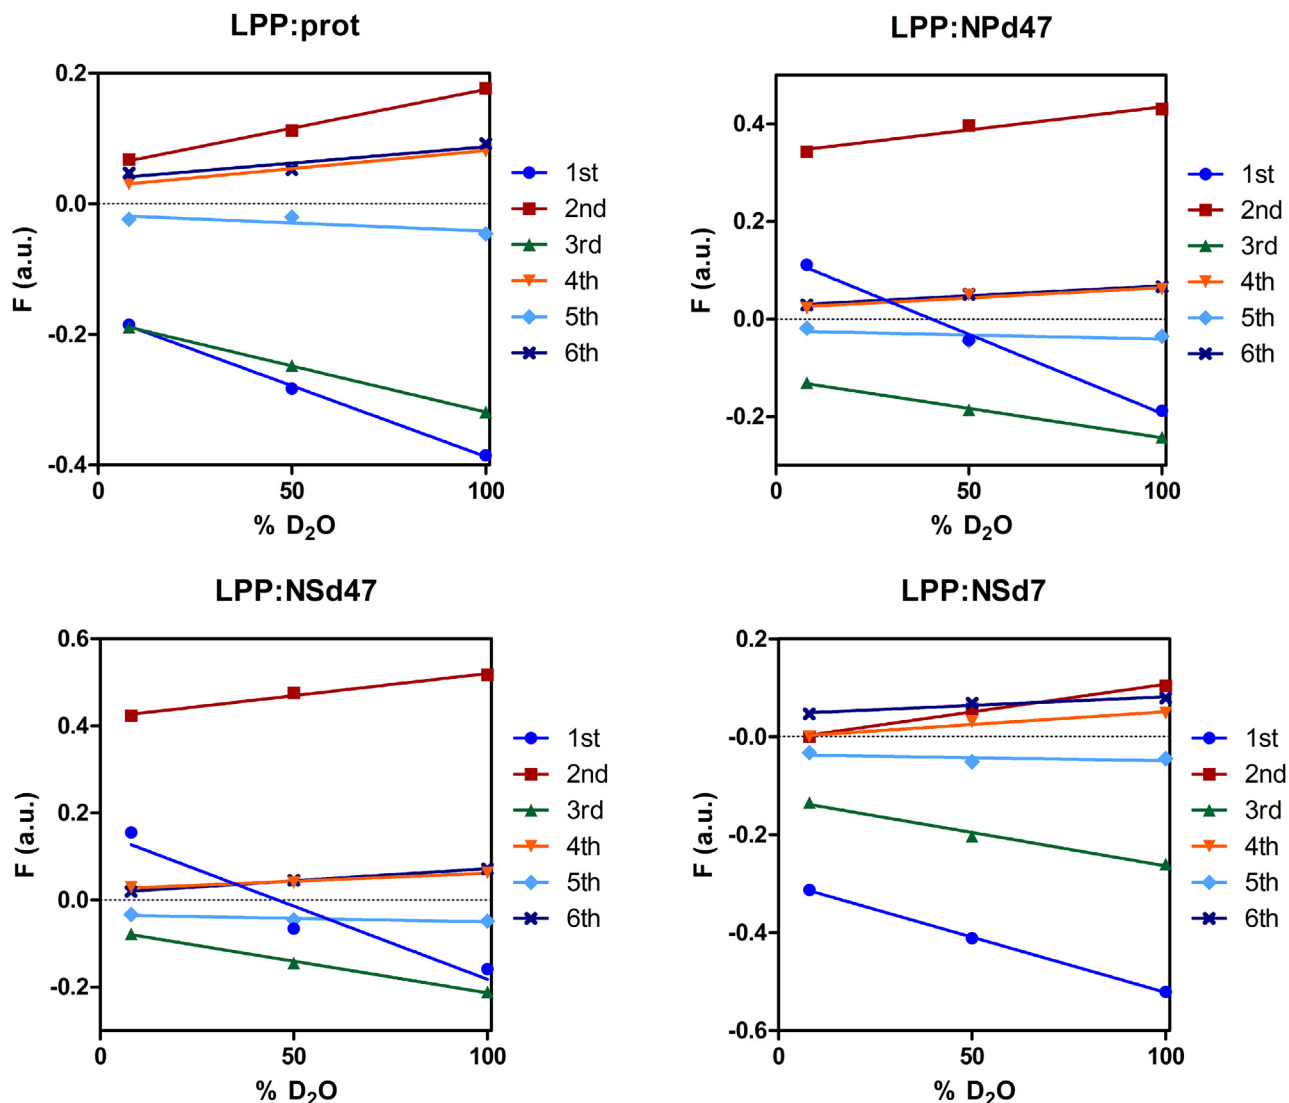 LPP:prot
0.2
0.0
-0.2
-0.4
0
50
100
F (a.u.)
% D₂O
1st
2nd
3rd
4th
5th
6th
LPP:NPd47
0.4
0.2
0.0
-0.2
0
50
100
F (a.u.)
% D₂O
1st
2nd
3rd
4th
5th
6th
LPP:NSd47
0.6
0.4
0.2
0.0
-0.2
0
50
100
F (a.u.)
% D₂O
1st
2nd
3rd
4th
5th
6th
LPP:NSd7
0.2
-0.0
-0.2
-0.4
-0.6
0
50
100
F (a.u.)
% D₂O
1st
2nd
3rd
4th
5th
6th